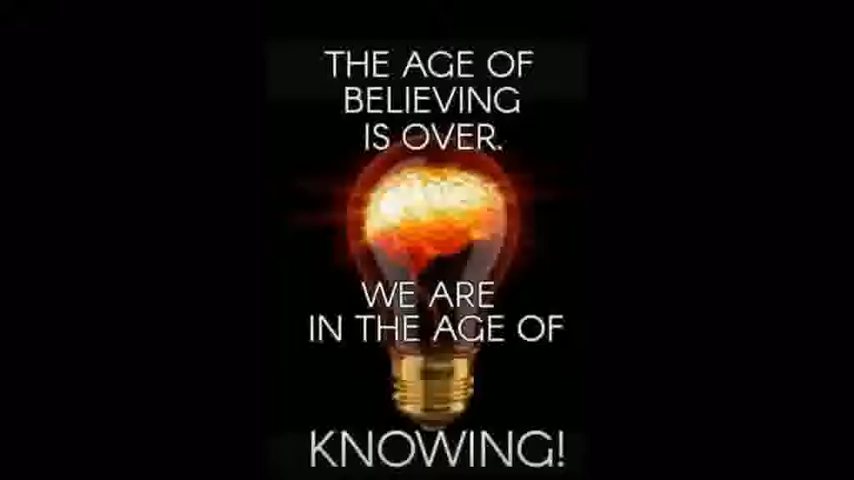 THE AGE OF
BELIEVING
IS OVER.
WE ARE
IN THE AGE OF
KNOWING!